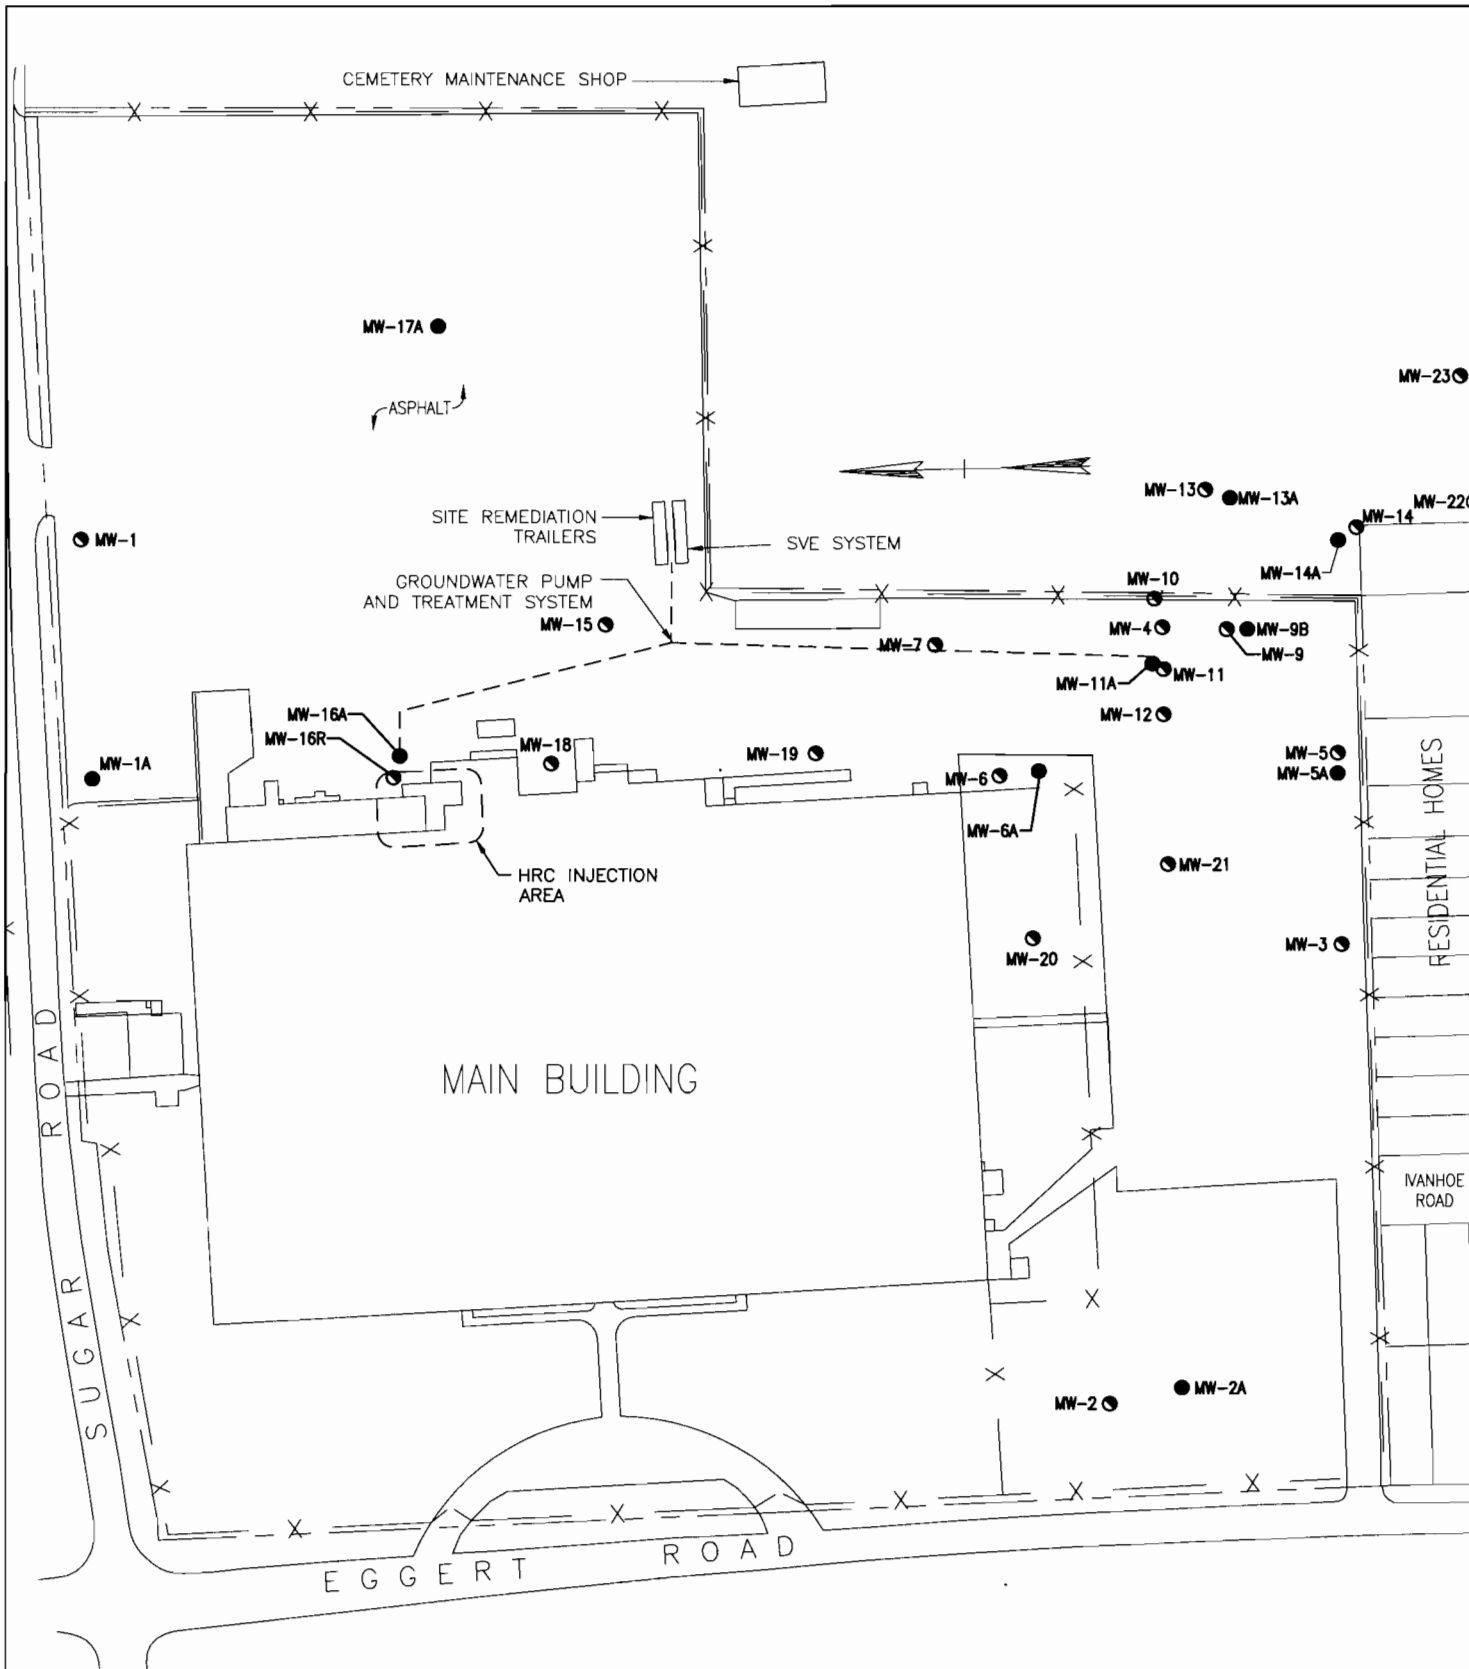 CEMETERY MAINTENANCE SHOP
MW-17A
ASPHALT
MW-23
MW-13
MW-13A
MW-22
MW-14
MW-14A
SITE REMEDIATION
TRAILERS
SVE SYSTEM
MW-1
GROUNDWATER PUMP
AND TREATMENT SYSTEM
MW-10
MW-15
MW-4
MW-9B
MW-9
MW-7
MW-11
MW-11A
MW-12
MW-16A
MW-16R
MW-18
MW-19
MW-5
MW-5A
MW-1A
MW-6
MW-6A
HRC INJECTION
AREA
MW-21
MW-20
MW-3
RESIDENTIAL HOMES
MAIN BUILDING
IVANHOE
ROAD
SUGAR ROAD
MW-2
MW-2A
EGGERT ROAD